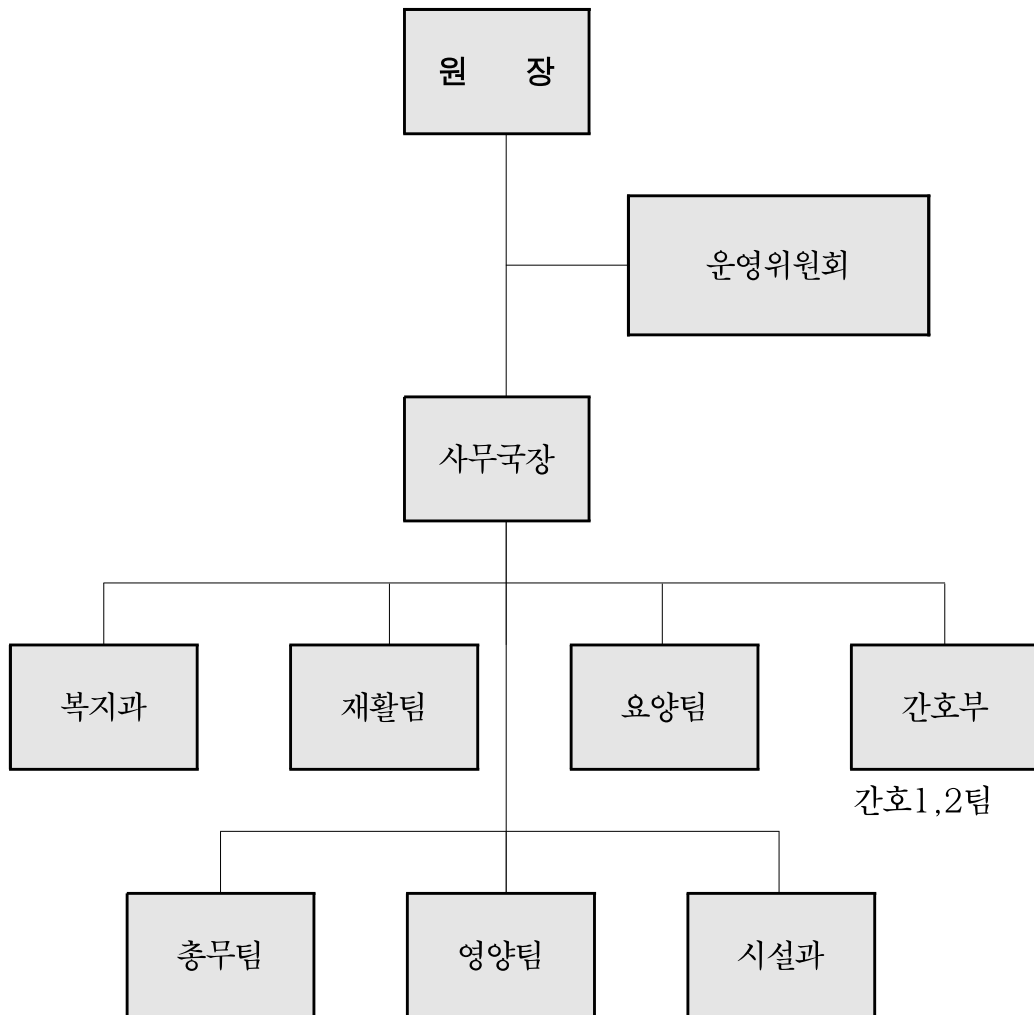 원 장
운영위원회
사무국장
복지과 재활팀 요양팀 간호부
간호1,2팀
총무팀 영양팀 시설과